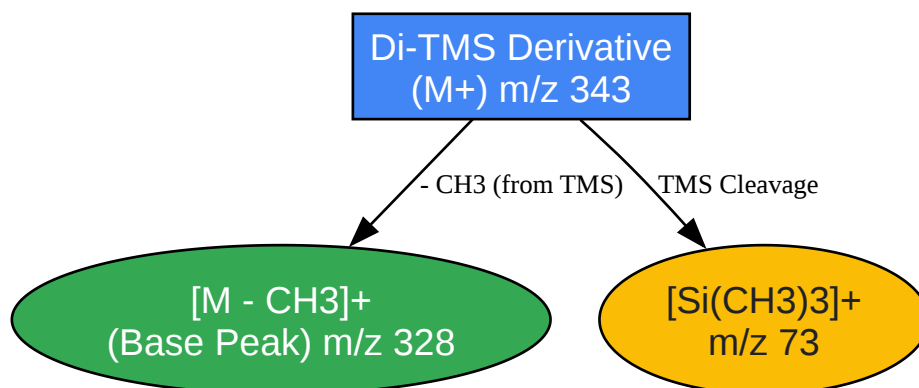 Di-TMS Derivative
(M+) m/z 343
- CH3 (from TMS)
TMS Cleavage
[M - CH3]+
(Base Peak) m/z 328
[Si(CH3)3]+
m/z 73